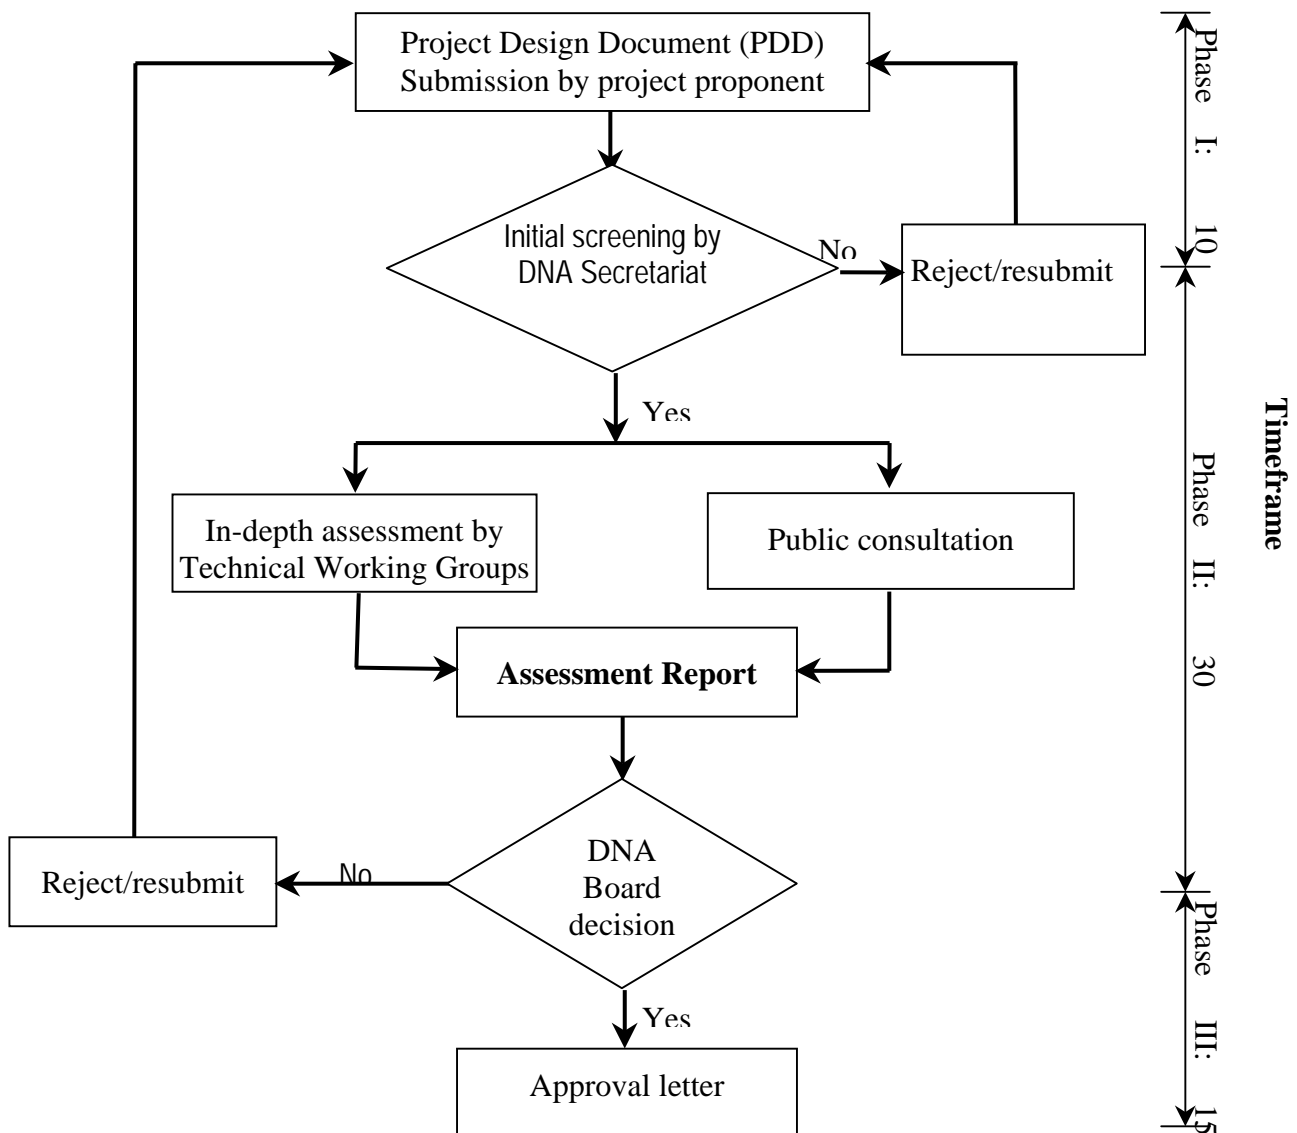 Project Design Document (PDD)
Submission by project proponent
Initial screening by
DNA Secretariat
No
Reject/resubmit
Yes
In-depth assessment by
Technical Working Groups
Public consultation
Assessment Report
DNA
Board
decision
No
Reject/resubmit
Yes
Approval letter
Phase I: 10
Phase II: 30
Phase III: 15
Timeframe